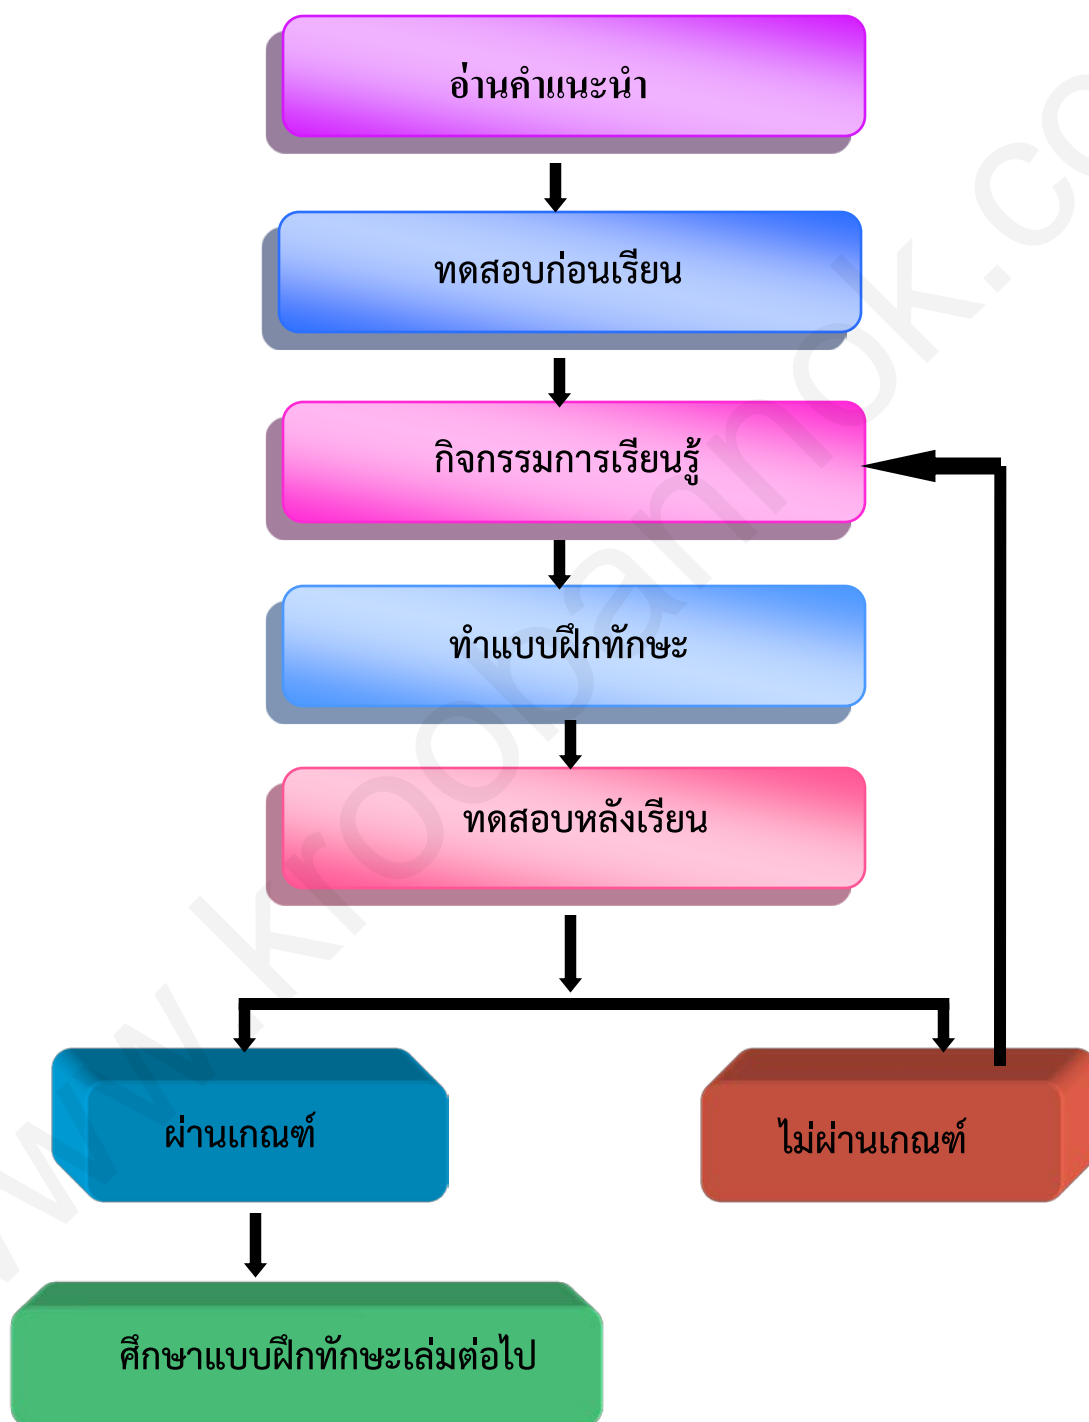 อ่านคำแนะนำ
ทดสอบก่อนเรียน
กิจกรรมการเรียนรู้
ทำแบบฝึกทักษะ
ทดสอบหลังเรียน
ผ่านเกณฑ์
ไม่ผ่านเกณฑ์
ศึกษาแบบฝึกทักษะเล่มต่อไป
www.kroobannok.co